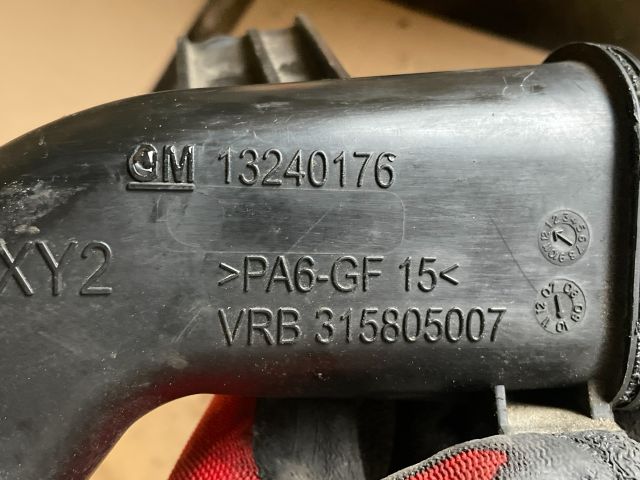 GM 13240176
XY2
>PA6-GF 15<
VRB 315805007